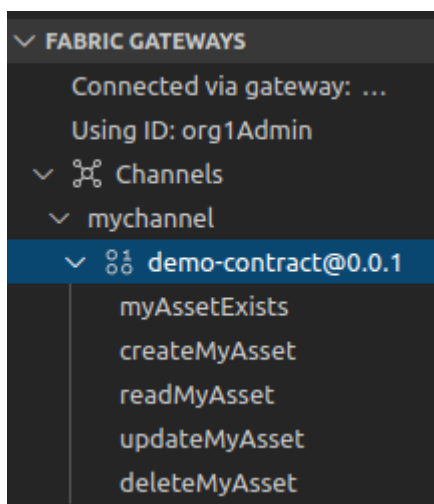 FABRIC GATEWAYS
Connected via gateway: ...
Using ID: org1Admin
Channels
mychannel
demo-contract@0.0.1
myAssetExists
createMyAsset
readMyAsset
updateMyAsset
deleteMyAsset